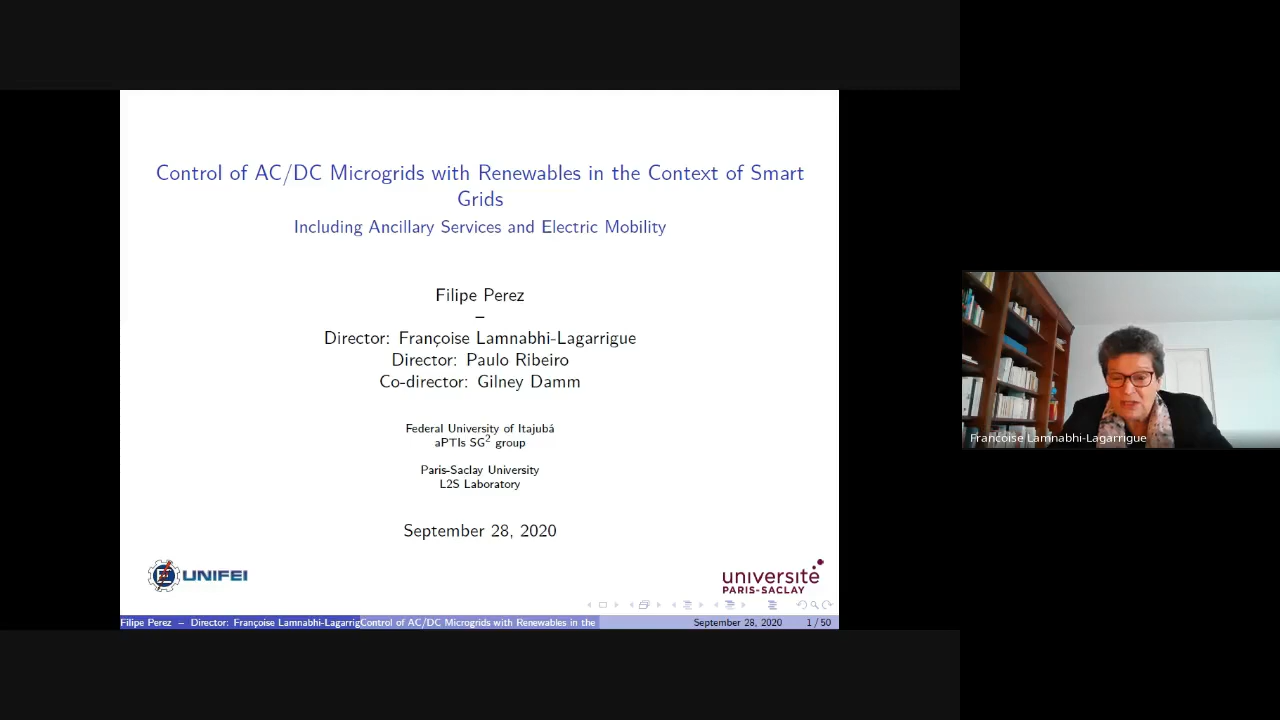 Control of AC/DC Microgrids with Renewables in the Context of Smart
Grids
Including Ancillary Services and Electric Mobility
Filipe Perez
–
Director: Françoise Lamnabhi-Lagarrigue
Director: Paulo Ribeiro
Co-director: Gilney Damm
Federal University of Itajubá
aPTIs SG² group
Paris-Saclay University
L2S Laboratory
September 28, 2020
UNIFEI
université
PARIS-SACLAY
Filipe Perez – Director: Françoise Lamnabhi-Lagarrig
Control of AC/DC Microgrids with Renewables in the
September 28, 2020
1 / 50
Françoise Lamnabhi-Lagarrigue